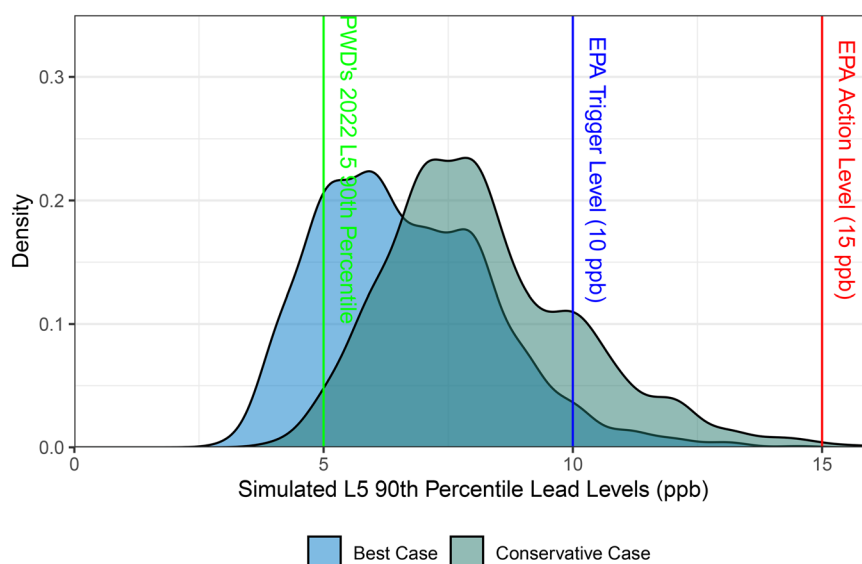 PWD's 2022 L5 90th Percentile
EPA Trigger Level (10 ppb)
EPA Action Level (15 ppb)
0.3
0.2
0.1
0.0
Density
0
5
10
15
Simulated L5 90th Percentile Lead Levels (ppb)
Best Case
Conservative Case